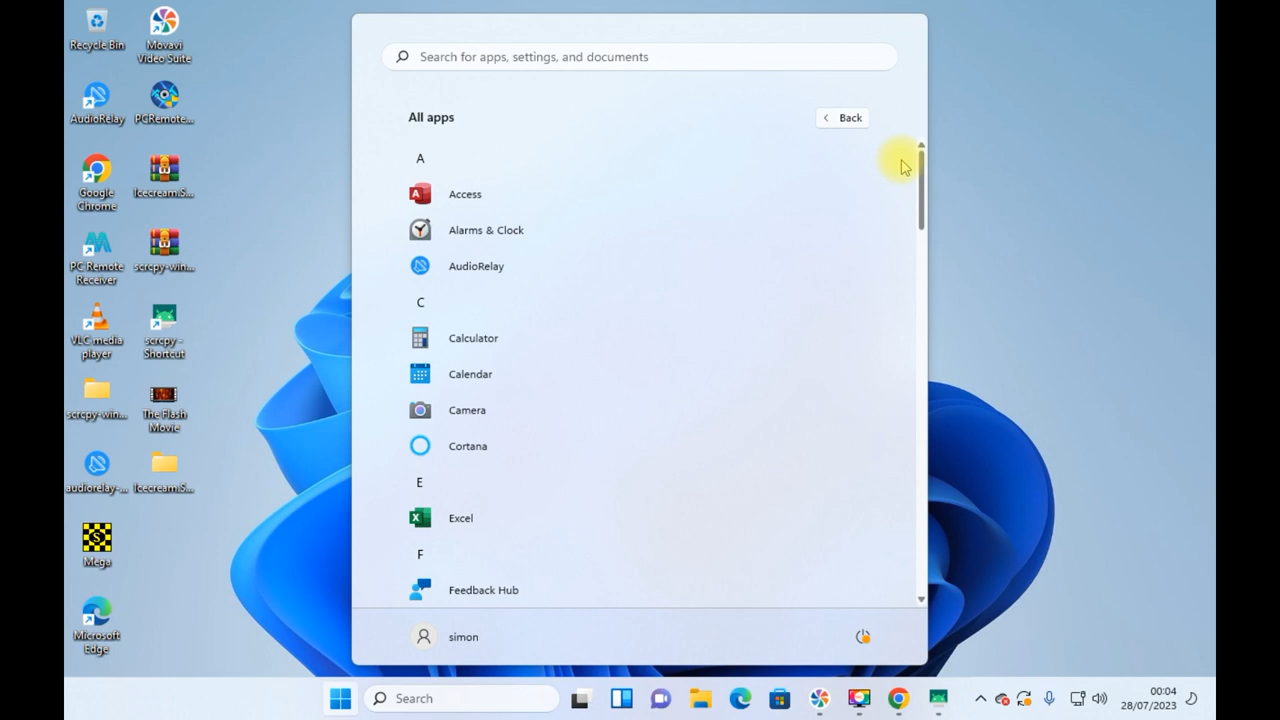 Recycle Bin
Movavi
Video Suite
AudioRelay
PCRemote...
Google
Chrome
Icecream.S...
PC Remote
Receiver
scrcpy-win...
VLC media
player
scrcpy -
Shortcut
scrcpy-win...
The Flash
Movie
audiorelay-...
Icecream.S...
Mega
Microsoft
Edge
Search for apps, settings, and documents
All apps
Back
A
Access
Alarms & Clock
AudioRelay
C
Calculator
Calendar
Camera
Cortana
E
Excel
F
Feedback Hub
simon
Search
00:04
28/07/2023